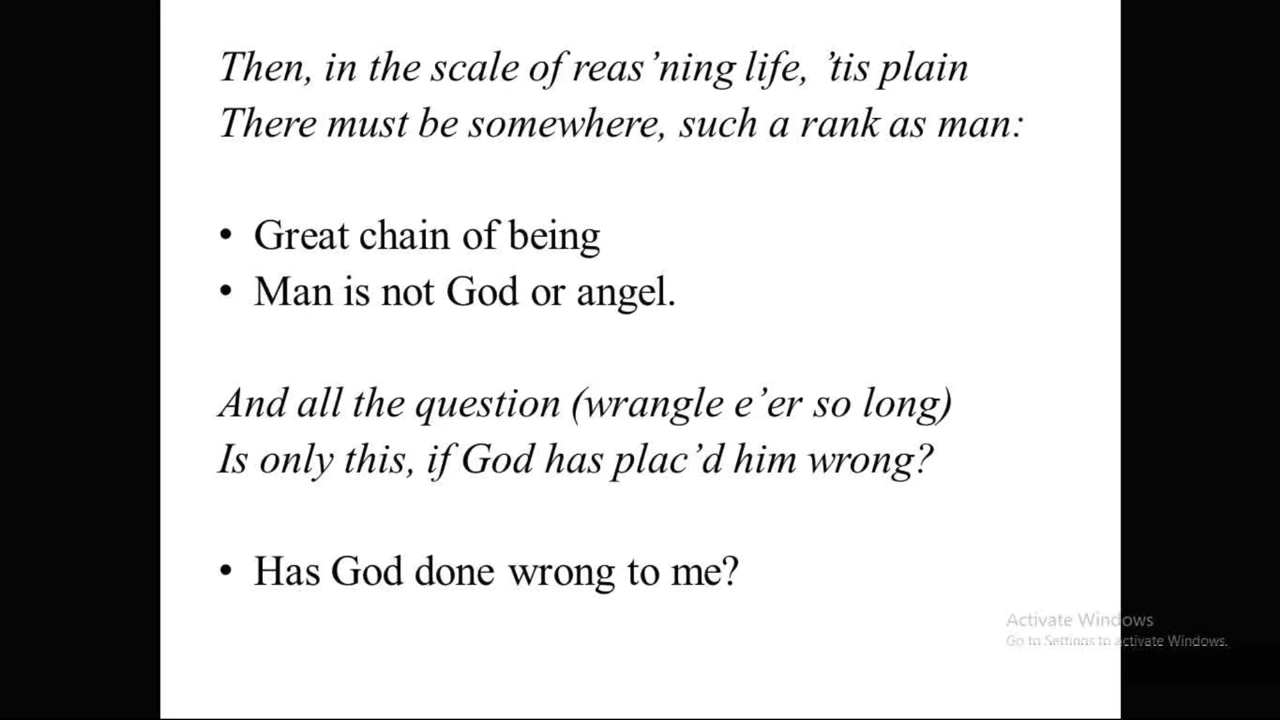 Then, in the scale of reas’ning life, ’tis plain
There must be somewhere, such a rank as man:
• Great chain of being
• Man is not God or angel.
And all the question (wrangle e’er so long)
Is only this, if God has plac’d him wrong?
• Has God done wrong to me?
Activate Windows
Go to Settings to activate Windows.